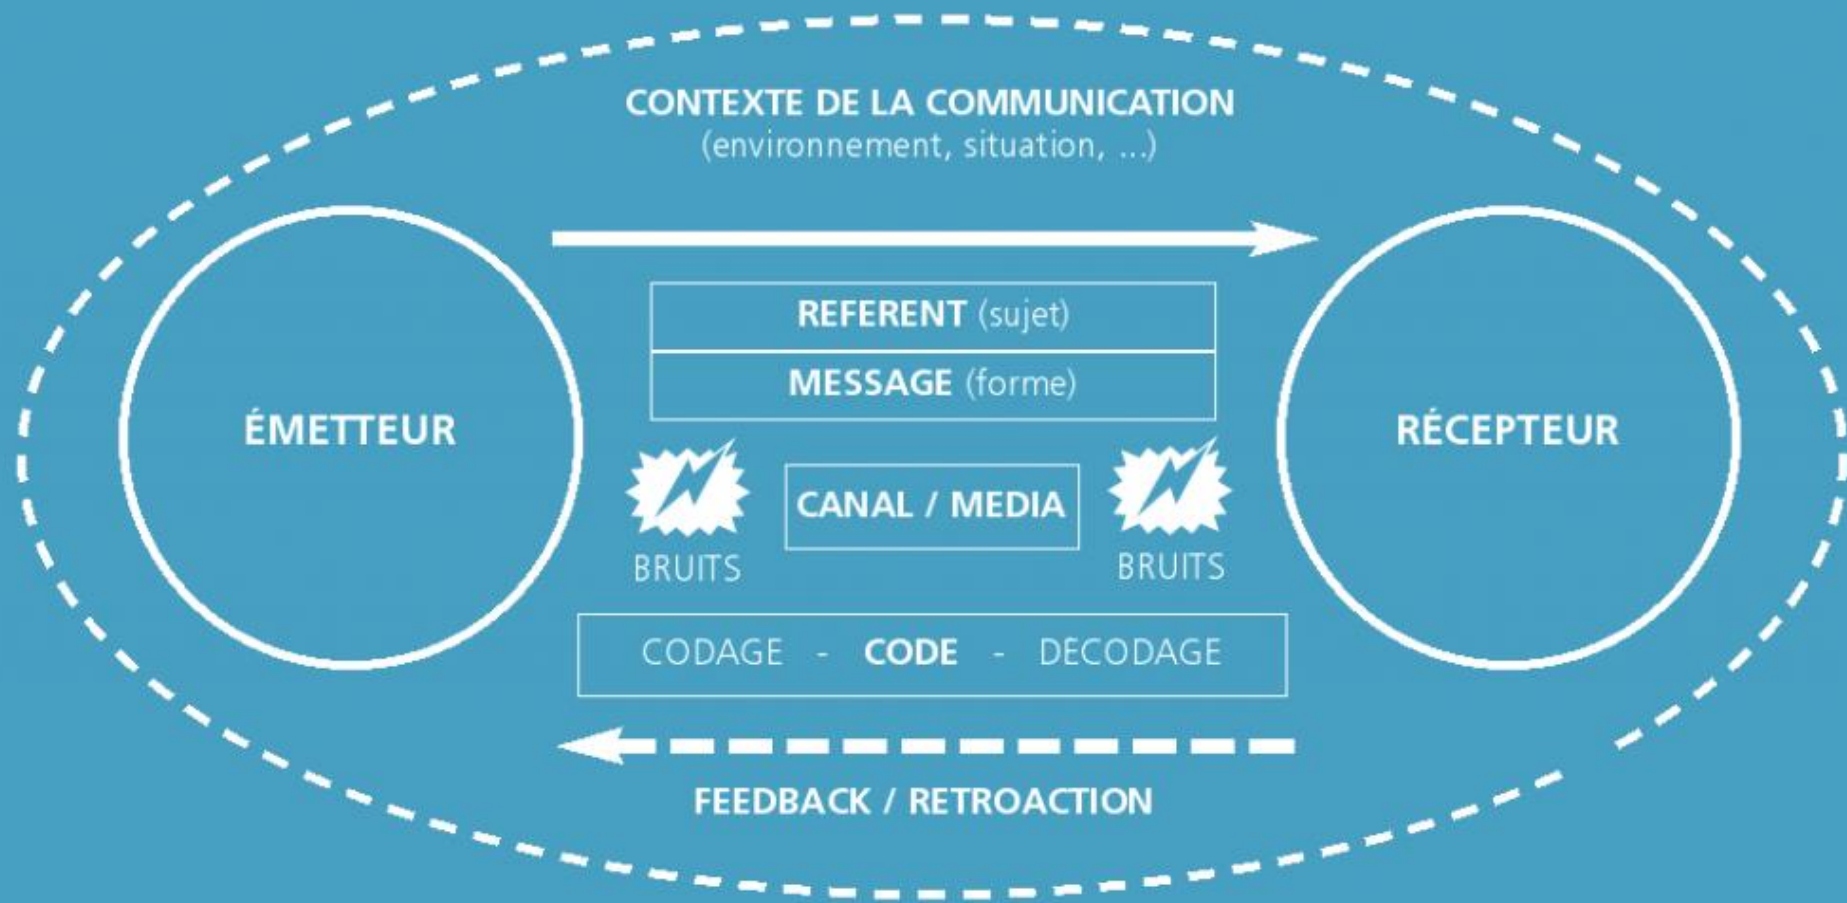 CONTEXTE DE LA COMMUNICATION
(environnement, situation, ...)
REFERENT (sujet)
MESSAGE (forme)
ÉMETTEUR
RÉCEPTEUR
CANAL / MEDIA
BRUITS
BRUITS
CODAGE - CODE - DÉCODAGE
FEEDBACK / RETROACTION